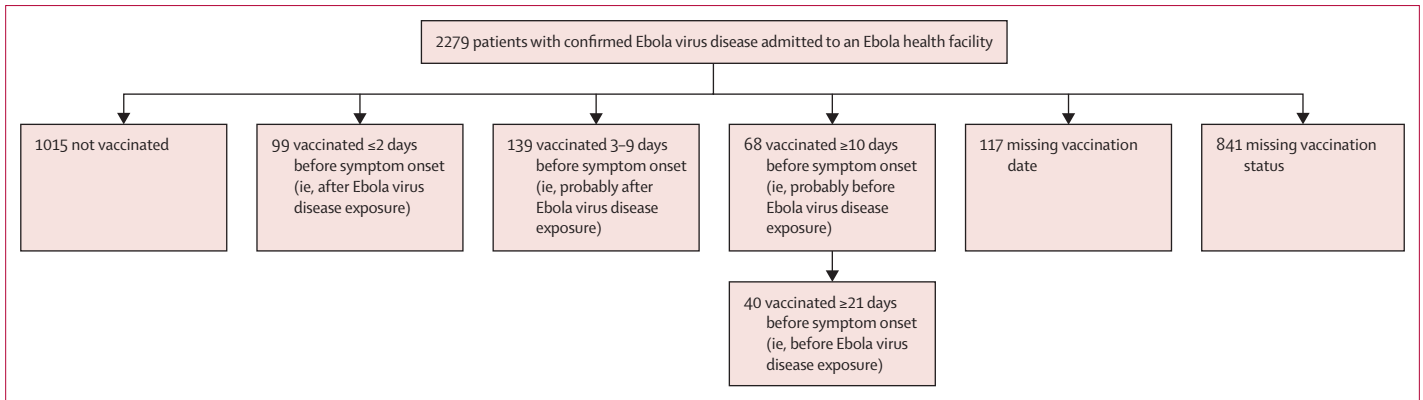 2279 patients with confirmed Ebola virus disease admitted to an Ebola health facility
1015 not vaccinated
99 vaccinated ≤2 days
before symptom onset
(ie, after Ebola virus
disease exposure)
139 vaccinated 3–9 days
before symptom onset
(ie, probably after
Ebola virus disease
exposure)
68 vaccinated ≥10 days
before symptom onset
(ie, probably before
Ebola virus disease
exposure)
117 missing vaccination
date
841 missing vaccination
status
40 vaccinated ≥21 days
before symptom onset
(ie, before Ebola virus
disease exposure)